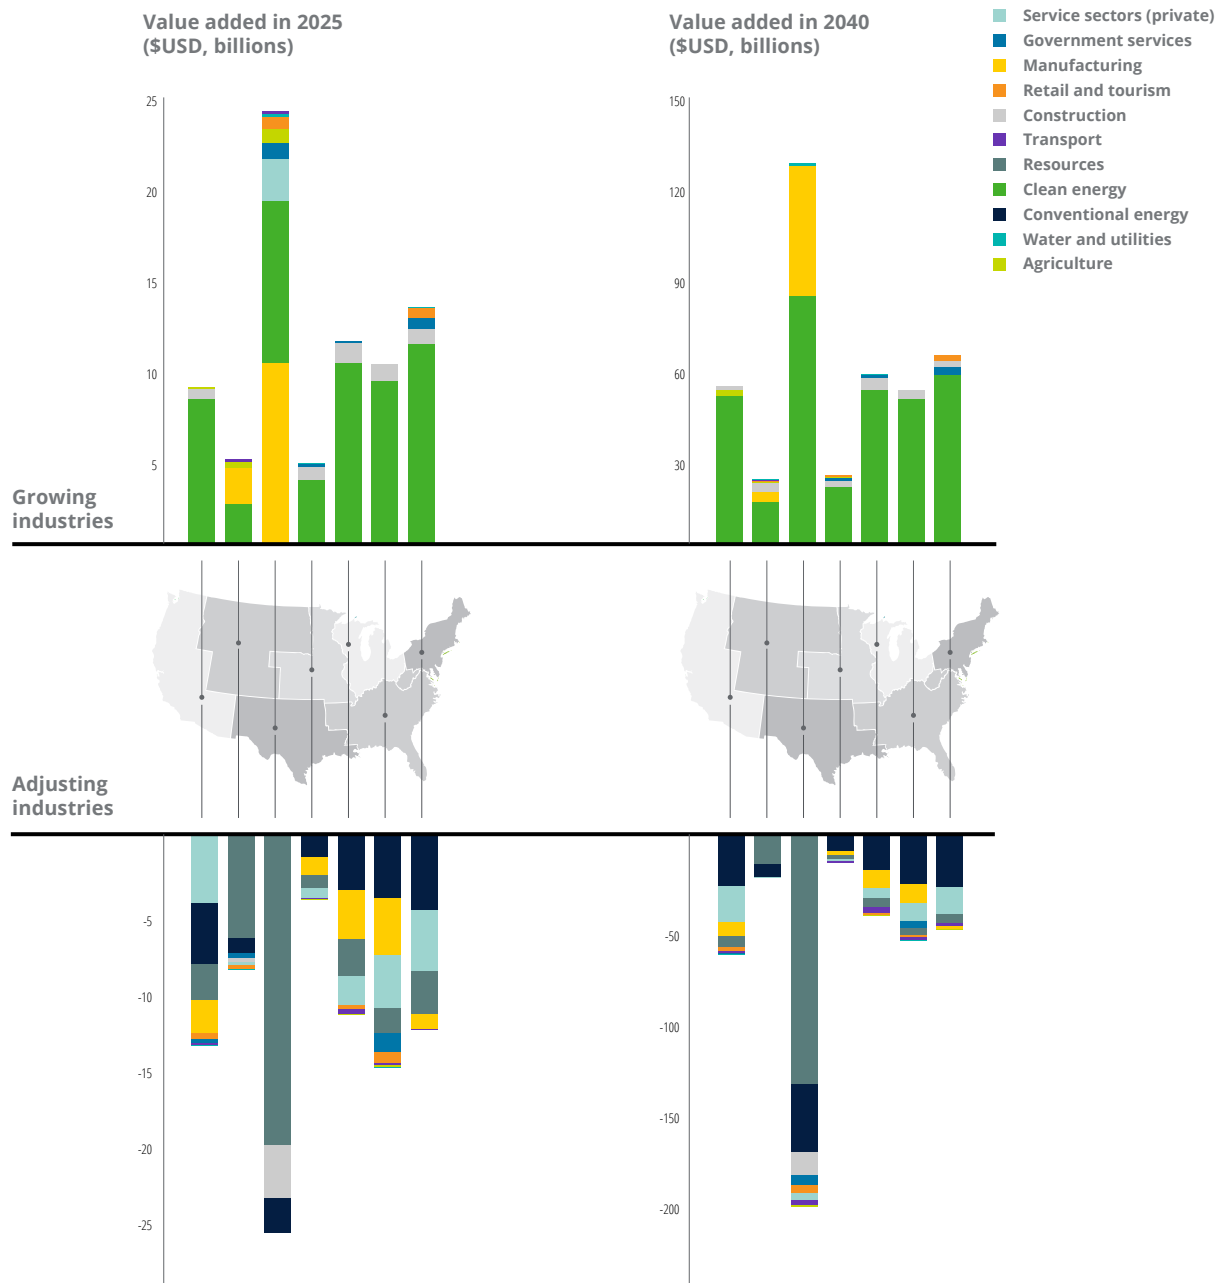 Value added in 2025
($USD, billions)
Value added in 2040
($USD, billions)
Service sectors (private)
Government services
Manufacturing
Retail and tourism
Construction
Transport
Resources
Clean energy
Conventional energy
Water and utilities
Agriculture
25
20
15
10
5
150
120
90
60
30
Growing
industries
Adjusting
industries
-5
-10
-15
-20
-25
-50
-100
-150
-200